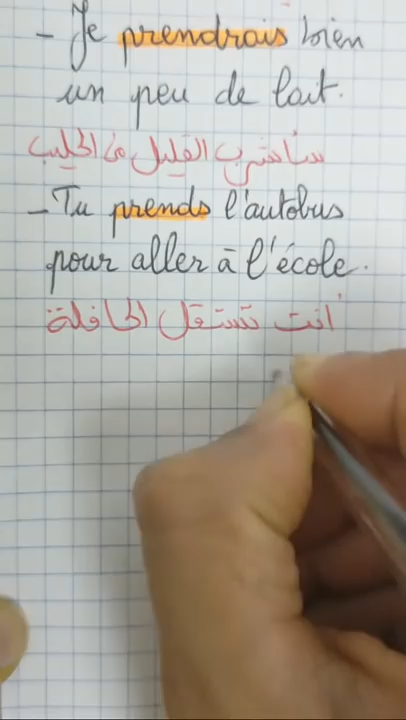 - Je prendrais bien
un peu de lait.
سأشرب القليل من الحليب
- Tu prends l'autobus
pour aller à l'école.
انت تستقل الحافلة